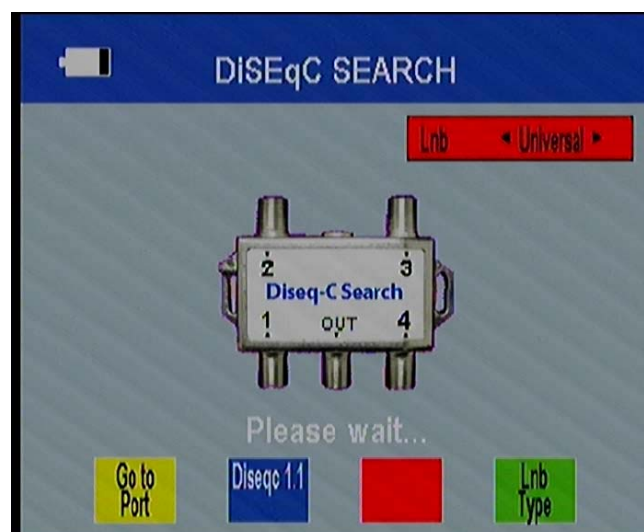 DiSEqC SEARCH
Lnb ◂ Universal ▸
2 3
Diseq-C Search
1 OUT 4
Please wait...
Go to
Port
Diseqc 1.1
Lnb
Type